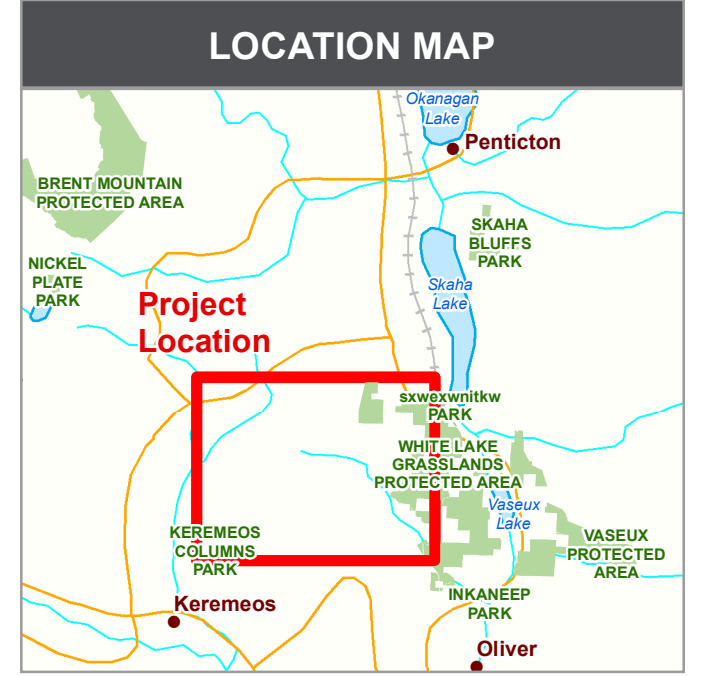 LOCATION MAP
Okanagan
Lake
Penticton
BRENT MOUNTAIN
PROTECTED AREA
SKAHA
BLUFFS
PARK
NICKEL
PLATE
PARK
Skaha
Lake
Project
Location
sxwexwnitkw
PARK
WHITE LAKE
GRASSLANDS
PROTECTED AREA
Vaseux
Lake
KEREMEOS
COLUMNS
PARK
VASEUX
PROTECTED
AREA
INKANEEP
PARK
Keremeos
Oliver